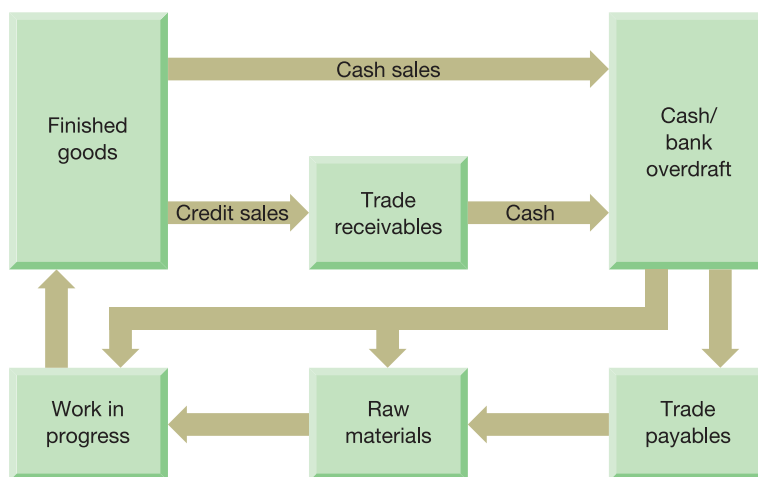 Cash sales
Finished
goods
Cash/
bank
overdraft
Credit sales
Trade
receivables
Cash
Work in
progress
Raw
materials
Trade
payables